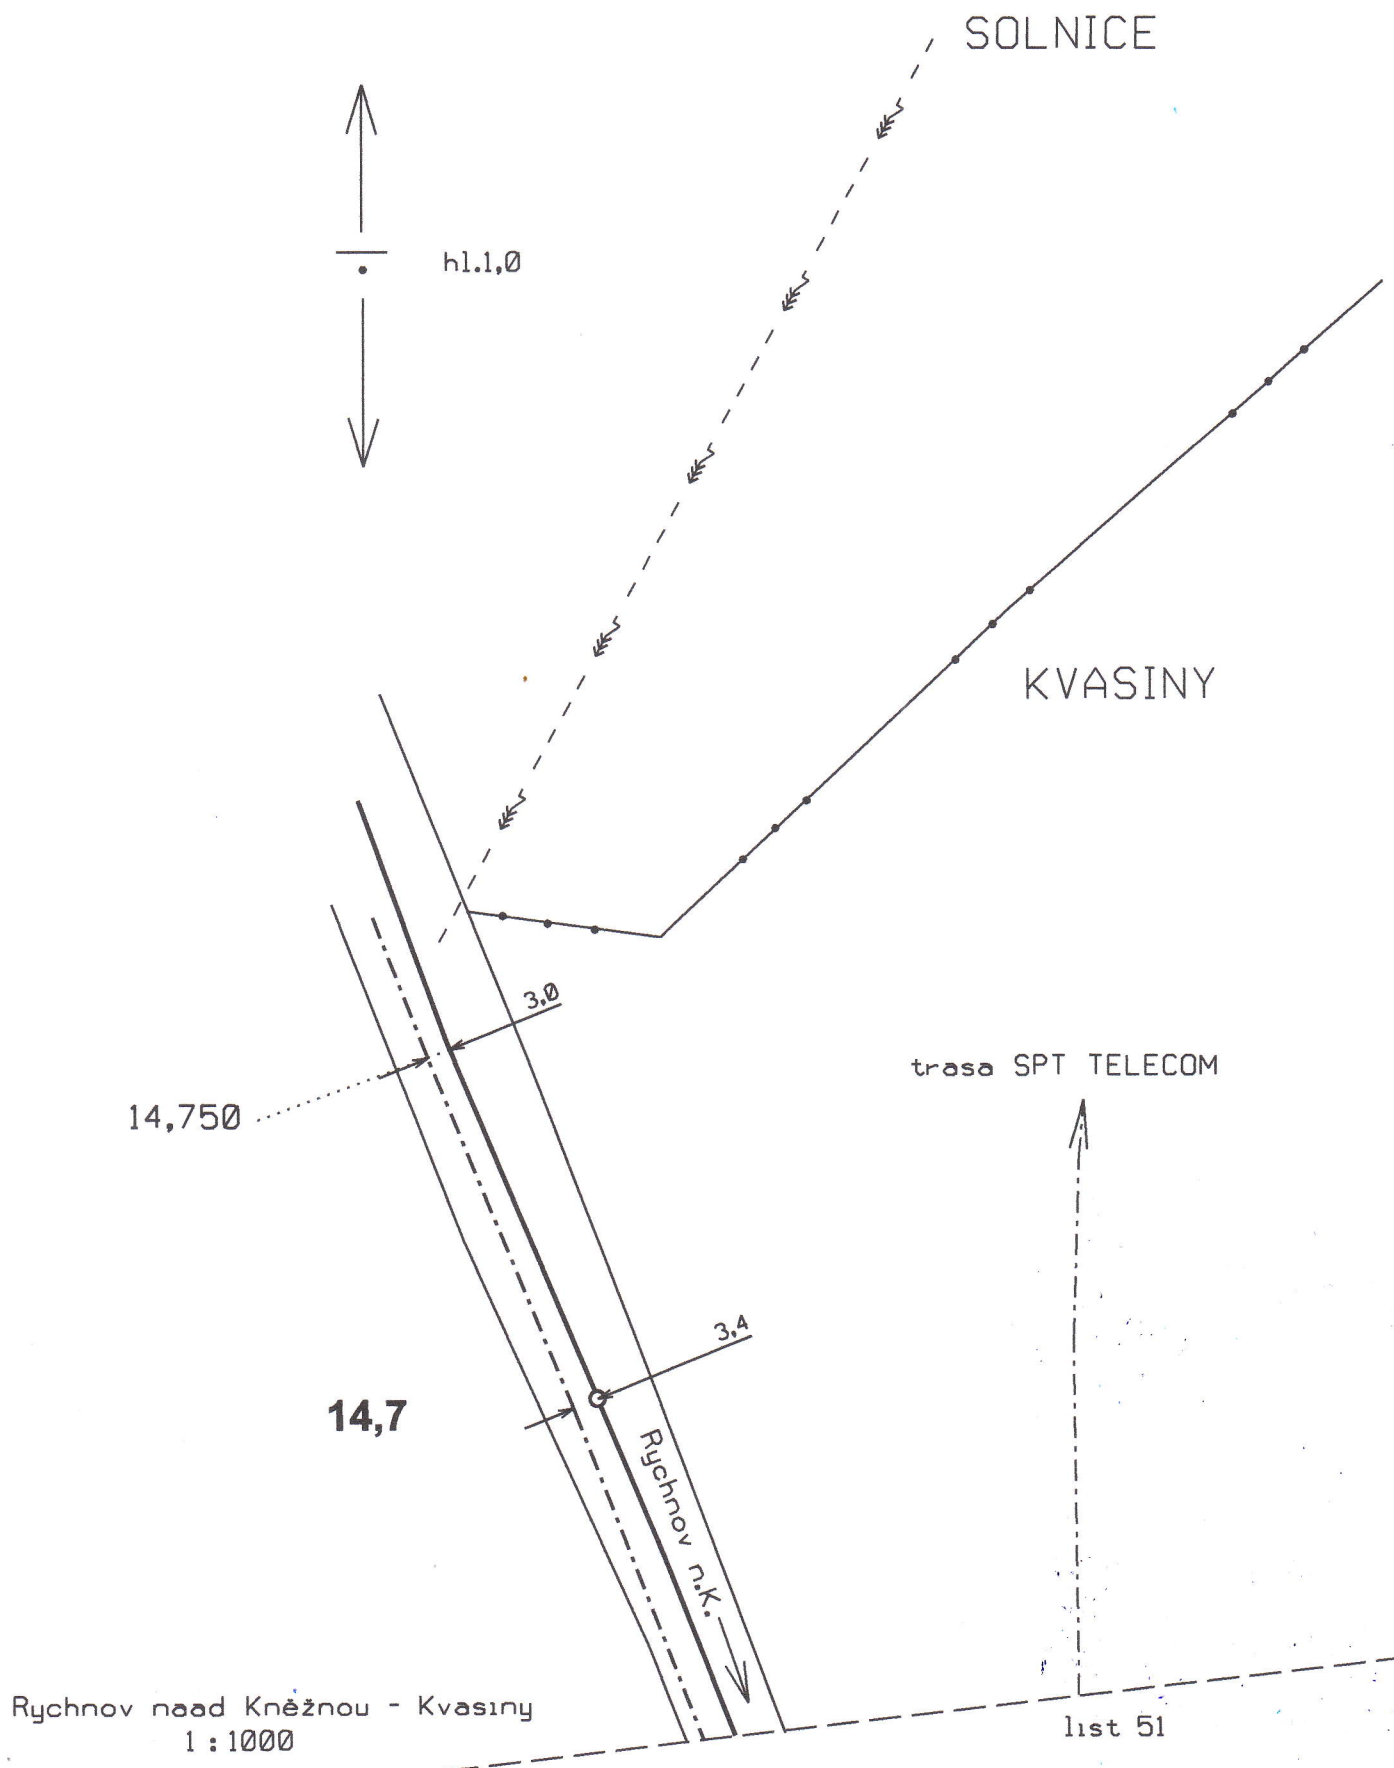 SOLNICE
hl.1,0
KVASINY
3,0
trasa SPT TELECOM
14,750
3,4
14,7
Rychnov n.K.
Rychnov naad Kněžnou - Kvasiny
1:1000
list 51